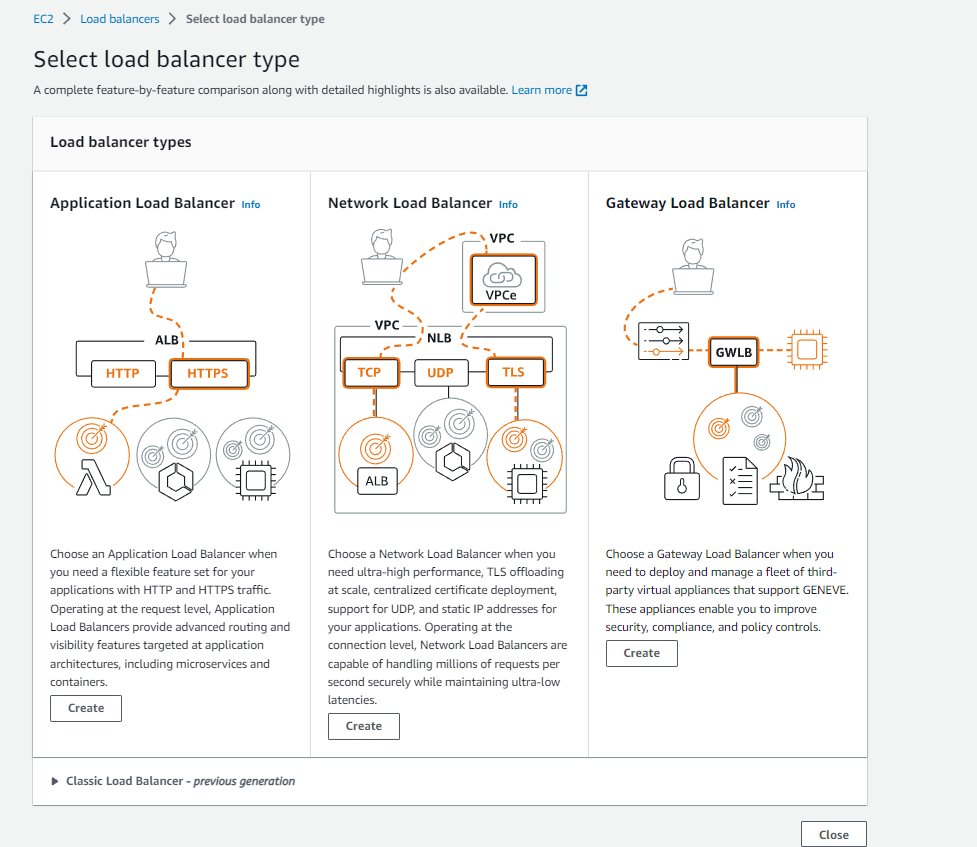 EC2 > Load balancers > Select load balancer type
Select load balancer type
A complete feature-by-feature comparison along with detailed highlights is also available. Learn more
Load balancer types
Application Load Balancer Info
ALB
HTTP
HTTPS
Choose an Application Load Balancer when
you need a flexible feature set for your
applications with HTTP and HTTPS traffic.
Operating at the request level, Application
Load Balancers provide advanced routing and
visibility features targeted at application
architectures, including microservices and
containers.
Create
Network Load Balancer Info
VPC
VPCe
VPC
NLB
TCP
UDP
TLS
ALB
Choose a Network Load Balancer when you
need ultra-high performance, TLS offloading
at scale, centralized certificate deployment,
support for UDP, and static IP addresses for
your applications. Operating at the
connection level, Network Load Balancers are
capable of handling millions of requests per
second securely while maintaining ultra-low
latencies.
Create
Gateway Load Balancer Info
GWLB
Choose a Gateway Load Balancer when you
need to deploy and manage a fleet of third-
party virtual appliances that support GENEVE.
These appliances enable you to improve
security, compliance, and policy controls.
Create
Classic Load Balancer - previous generation
Close